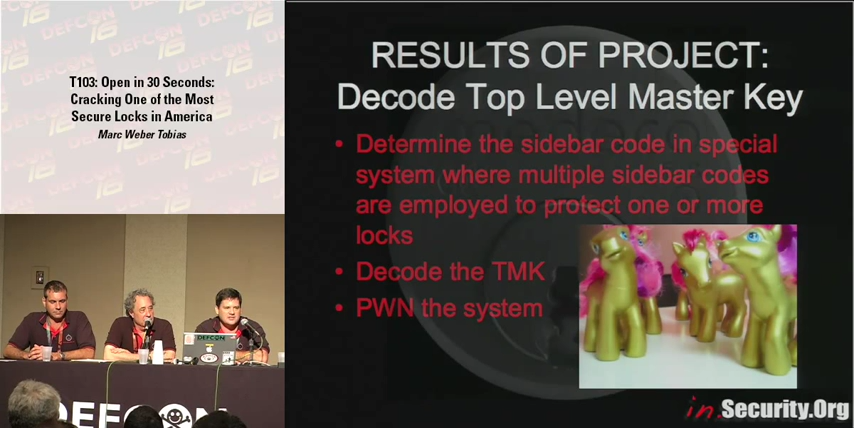 T103: Open in 30 Seconds:
Cracking One of the Most
Secure Locks in America
Marc Weber Tobias
RESULTS OF PROJECT:
Decode Top Level Master Key
• Determine the sidebar code in special
system where multiple sidebar codes
are employed to protect one or more
locks
• Decode the TMK
• PWN the system
in.Security.Org
DEFCON
DEFCON